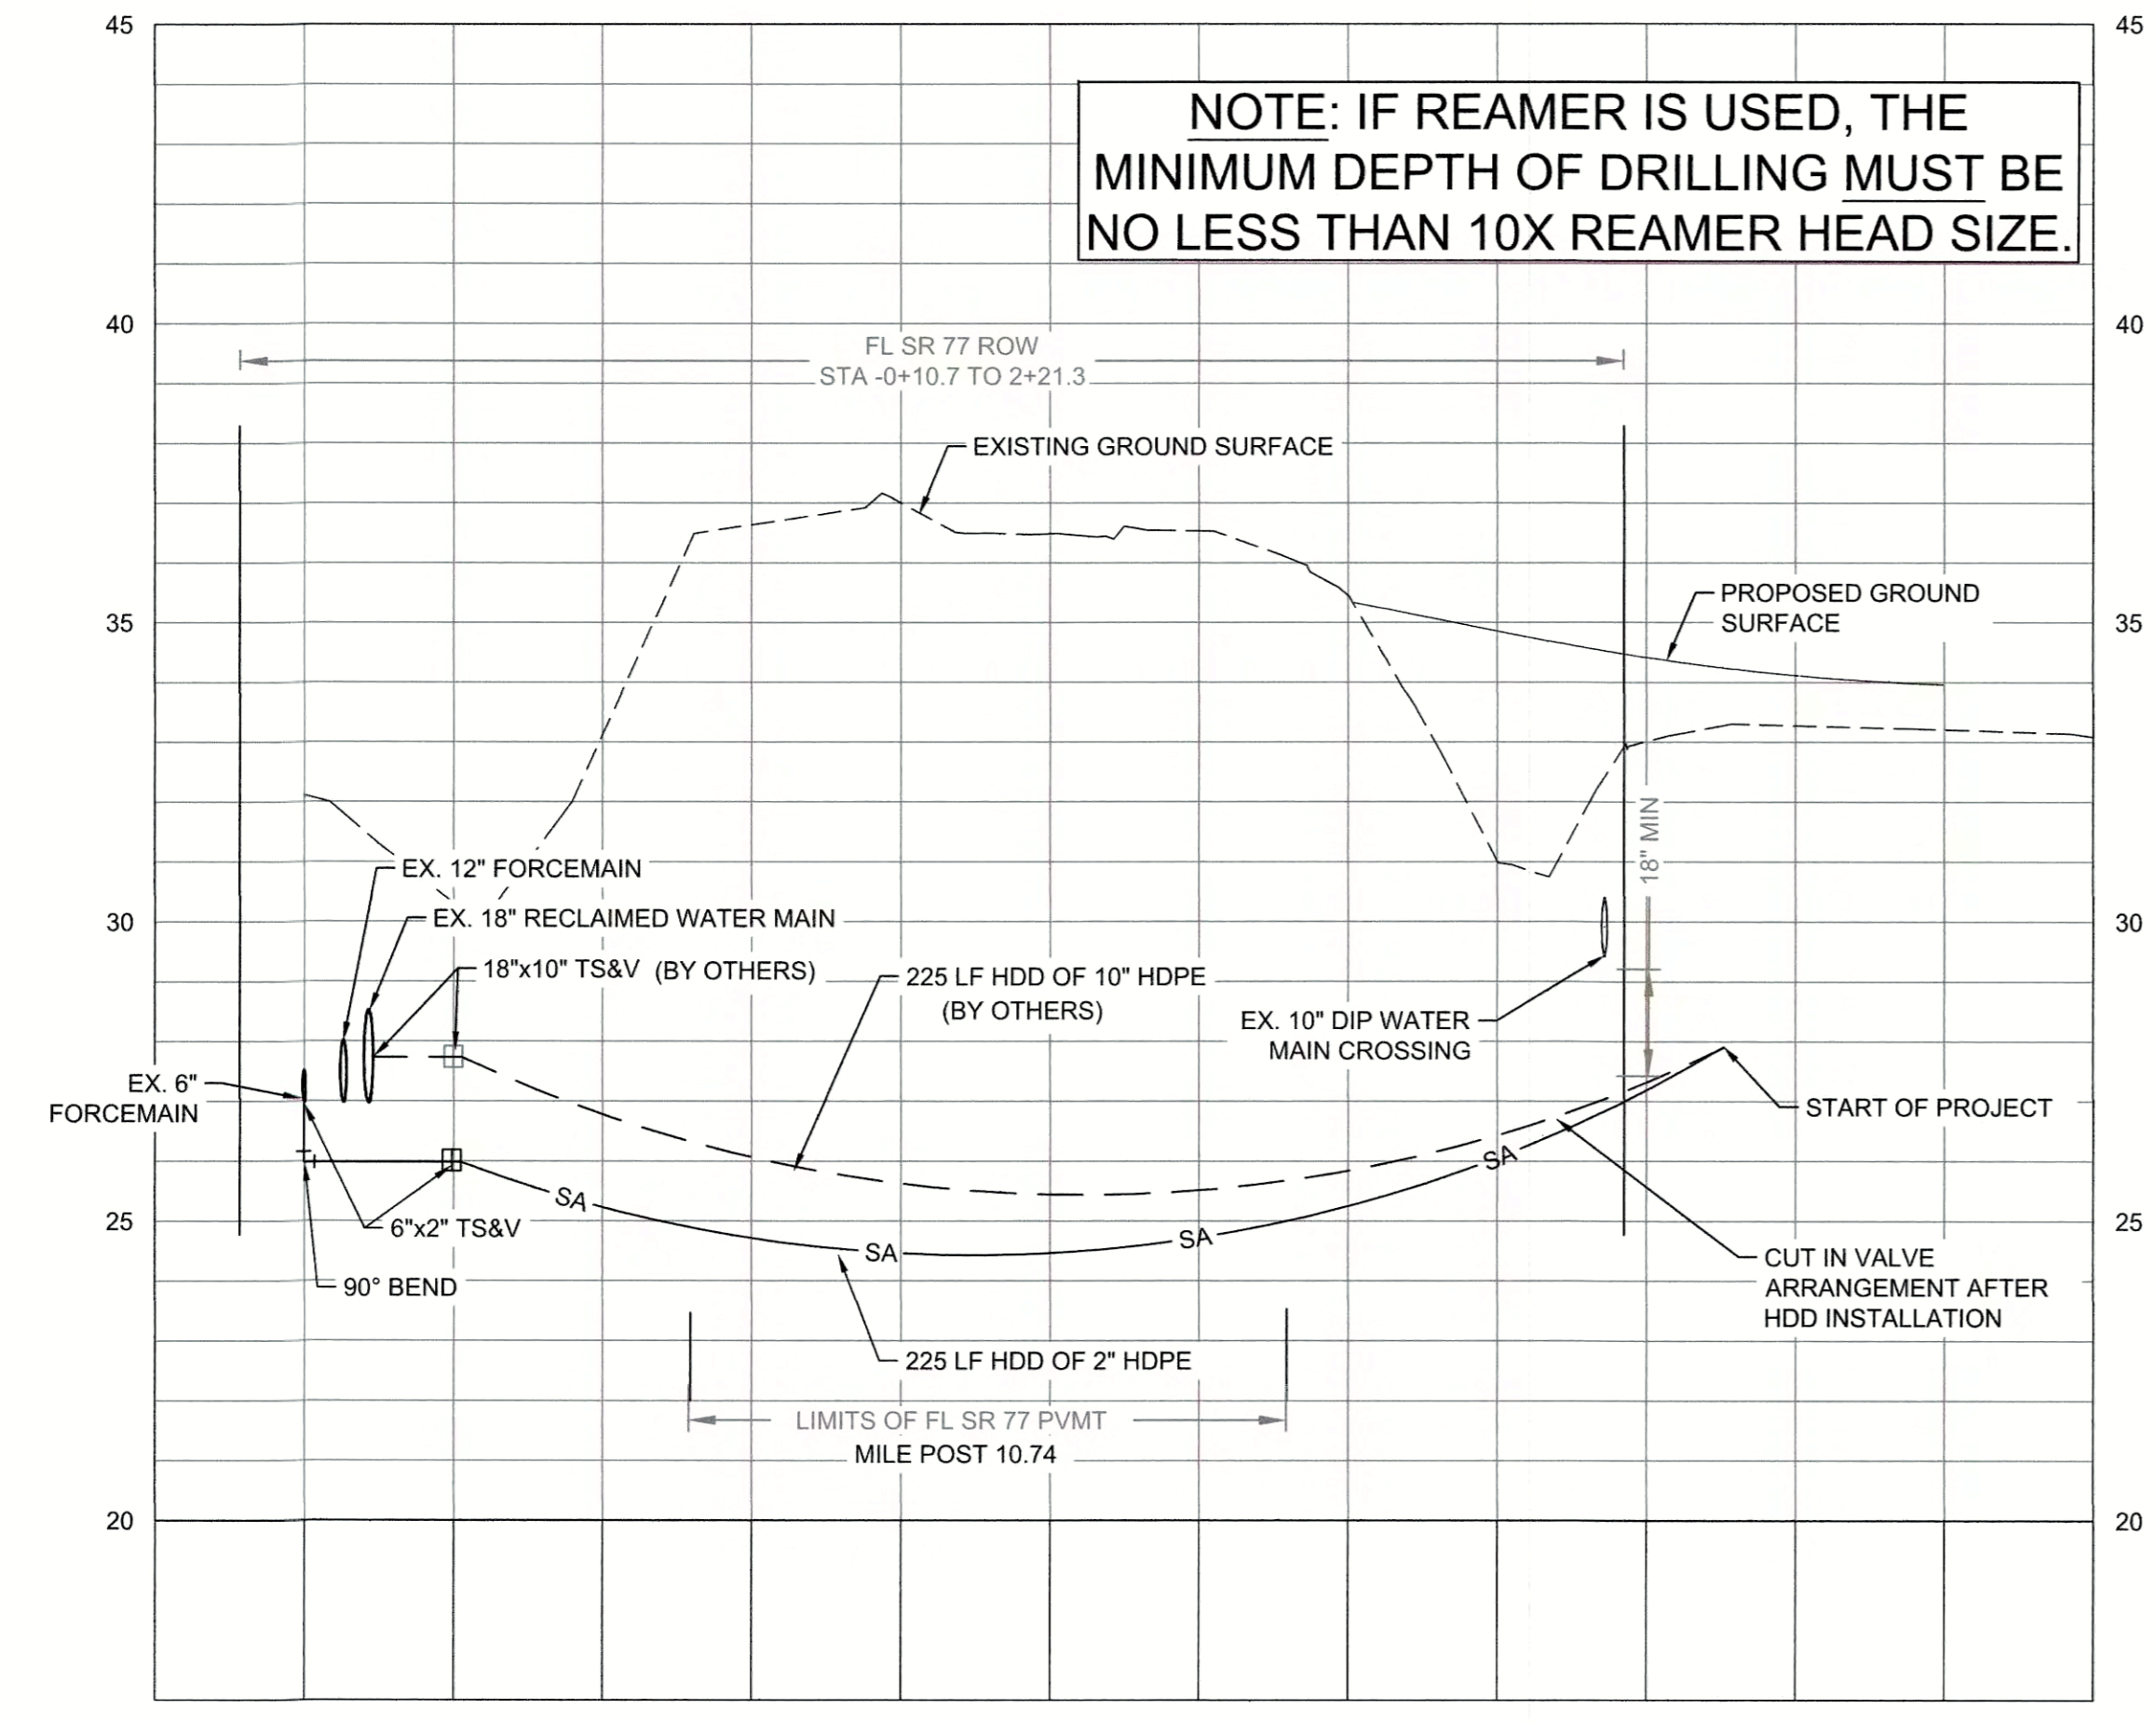 45
45
NOTE: IF REAMER IS USED, THE
MINIMUM DEPTH OF DRILLING MUST BE
NO LESS THAN 10X REAMER HEAD SIZE.
40
40
FL SR 77 ROW
STA -0+10.7 TO 2+21.3
EXISTING GROUND SURFACE
PROPOSED GROUND
SURFACE
35
35
18" MIN
EX. 12" FORCEMAIN
EX. 18" RECLAIMED WATER MAIN
30
30
18"x10" TS&V (BY OTHERS)
225 LF HDD OF 10" HDPE
(BY OTHERS)
EX. 10" DIP WATER
MAIN CROSSING
EX. 6"
FORCEMAIN
START OF PROJECT
SA
SA
SA
SA
25
25
6"x2" TS&V
90° BEND
CUT IN VALVE
ARRANGEMENT AFTER
HDD INSTALLATION
225 LF HDD OF 2" HDPE
LIMITS OF FL SR 77 PVMT
MILE POST 10.74
20
20